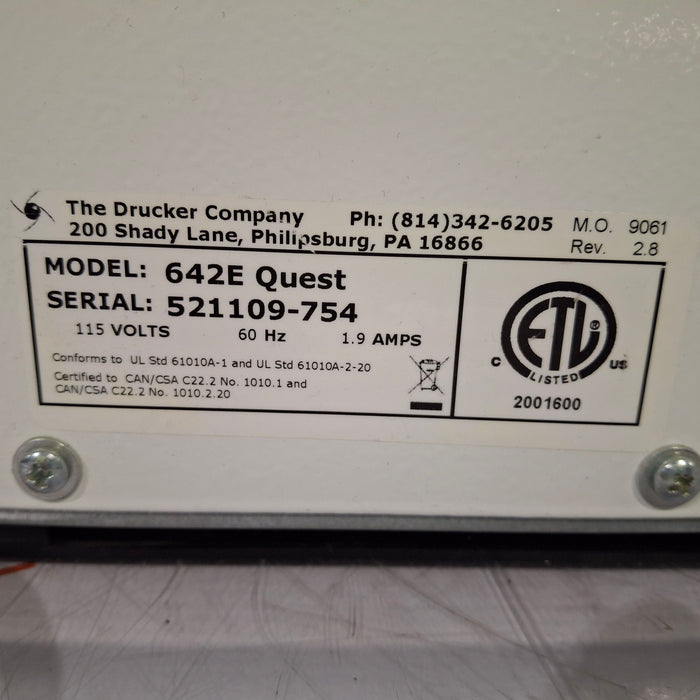 The Drucker Company Ph: (814)342-6205 M.O. 9061
200 Shady Lane, Philipsburg, PA 16866 Rev. 2.8
MODEL: 642E Quest
SERIAL: 521109-754
115 VOLTS 60 Hz 1.9 AMPS
Conforms to UL Std 61010A-1 and UL Std 61010A-2-20
Certified to CAN/CSA C22.2 No. 1010.1 and
CAN/CSA C22.2 No. 1010.2.20
ETL®
C LISTED US
2001600